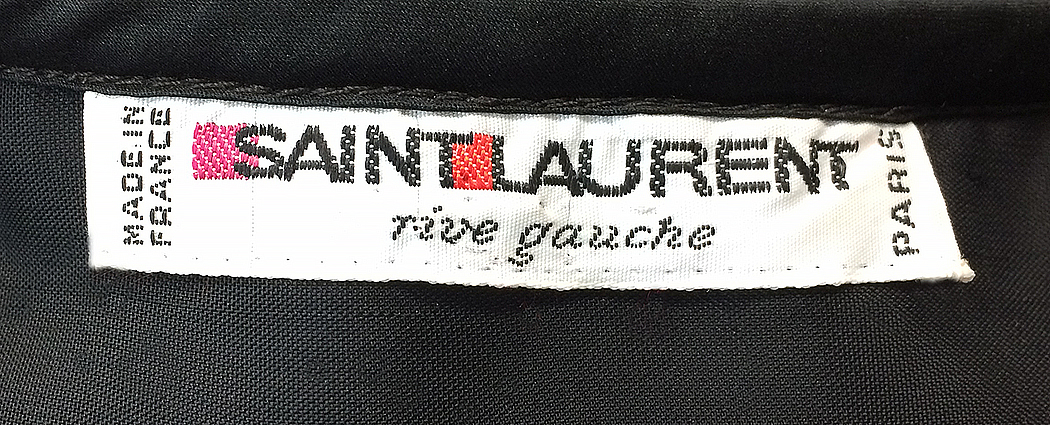 MADE IN
FRANCE
SAINT LAURENT
rive gauche
PARIS